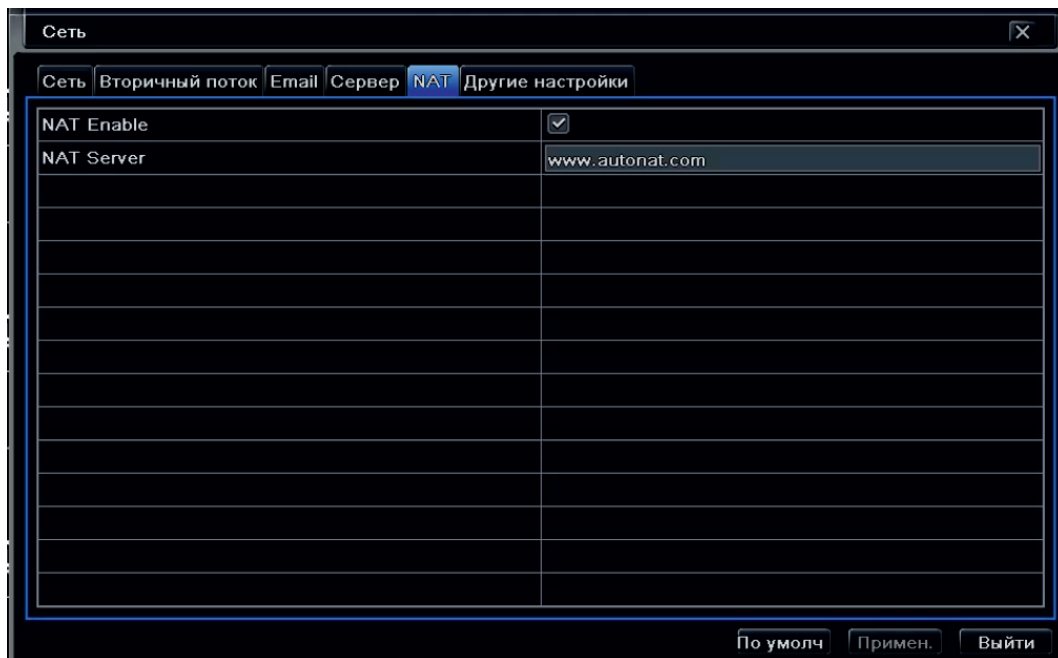 Сеть
Сеть Вторичный поток Email Сервер NAT Другие настройки
NAT Enable
NAT Server www.autonat.com
По умолч Примен. Выйти